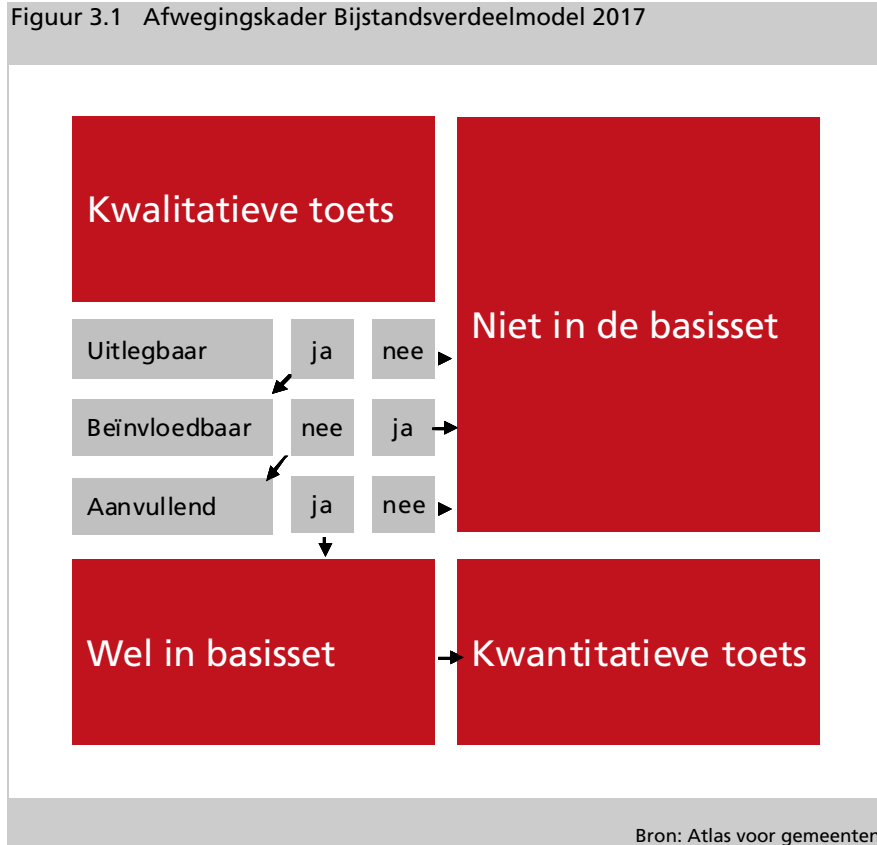 Figuur 3.1 Afwegingskader Bijstandsverdeelmodel 2017
Kwalitatieve toets
Niet in de basisset
Uitlegbaar ja nee
Beïnvloedbaar nee ja
Aanvullend ja nee
Wel in basisset
Kwantitatieve toets
Bron: Atlas voor gemeenten